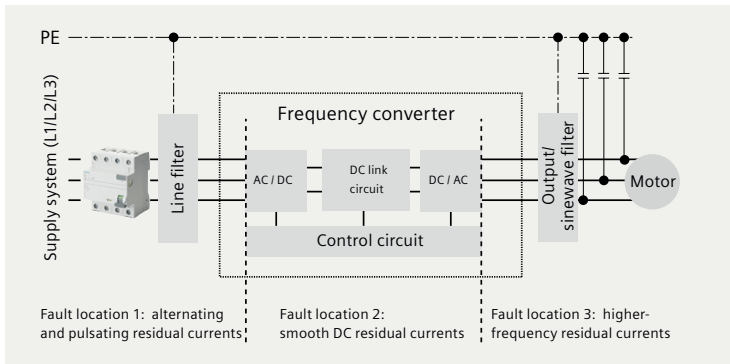 PE
Supply system (L1/L2/L3)
Line filter
Frequency converter
AC / DC
DC link
circuit
DC / AC
Control circuit
Output/
sinewave filter
Motor
Fault location 1: alternating
and pulsating residual currents
Fault location 2:
smooth DC residual currents
Fault location 3: higher-
frequency residual currents